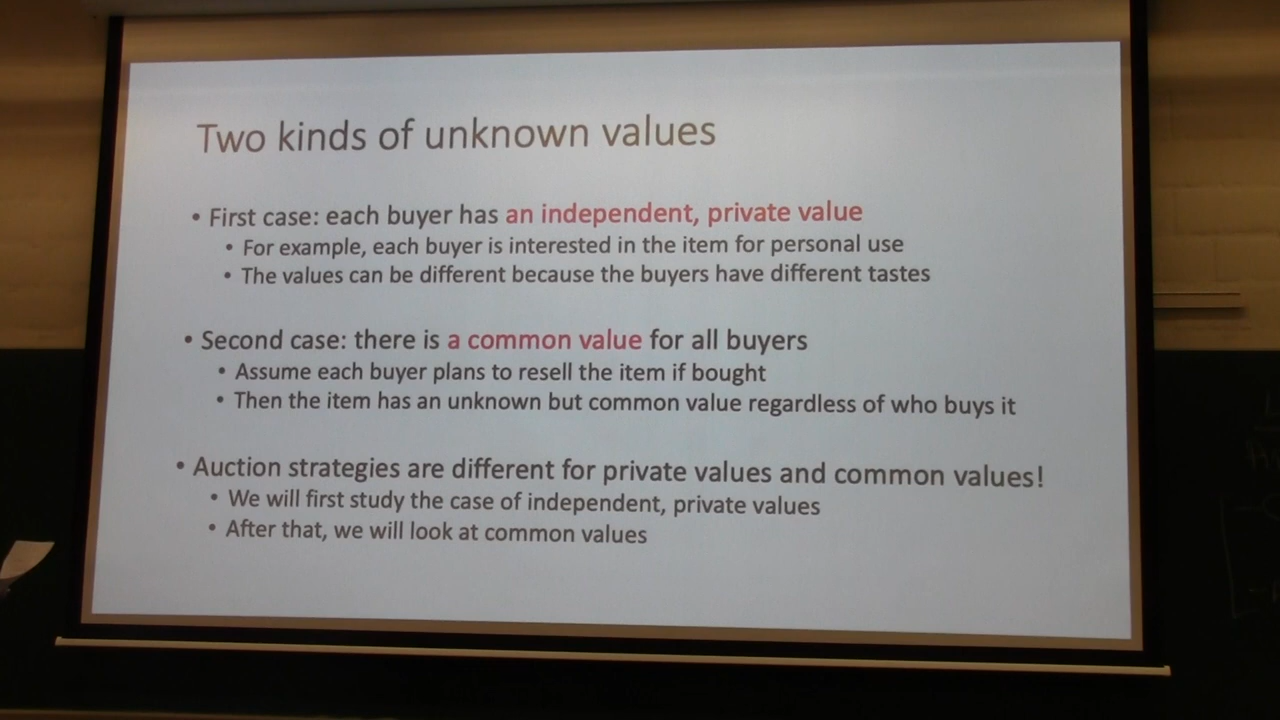 Two kinds of unknown values
• First case: each buyer has an independent, private value
• For example, each buyer is interested in the item for personal use
• The values can be different because the buyers have different tastes
• Second case: there is a common value for all buyers
• Assume each buyer plans to resell the item if bought
• Then the item has an unknown but common value regardless of who buys it
• Auction strategies are different for private values and common values!
• We will first study the case of independent, private values
• After that, we will look at common values